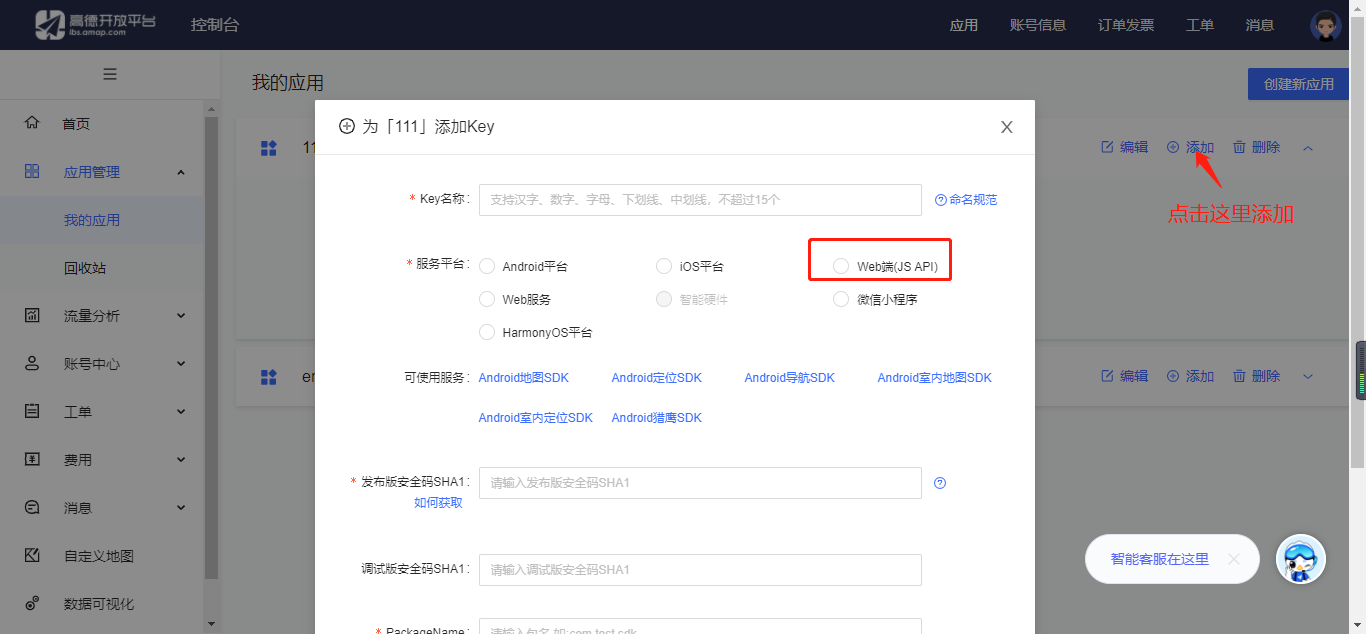 高德开放平台 控制台 应用 账号信息 订单发票 工单 消息
lbs.amap.com
我的应用 创建新应用
首页
应用管理
我的应用
回收站
流量分析
账号中心
工单
费用
消息
自定义地图
数据可视化
11 编辑 添加 删除
点击这里添加
er 编辑 添加 删除
为「111」添加Key
* Key名称: 支持汉字、数字、字母、下划线、中划线，不超过15个 命名规范
* 服务平台: Android平台 iOS平台 Web端(JS API)
Web服务 智能硬件 微信小程序
HarmonyOS平台
可使用服务: Android地图SDK Android定位SDK Android导航SDK Android室内地图SDK
Android室内定位SDK Android猎鹰SDK
* 发布版安全码SHA1: 请输入发布版安全码SHA1
如何获取
调试版安全码SHA1: 请输入调试版安全码SHA1
* PackageName: 请输入包名 如:com.test.sdk
智能客服在这里